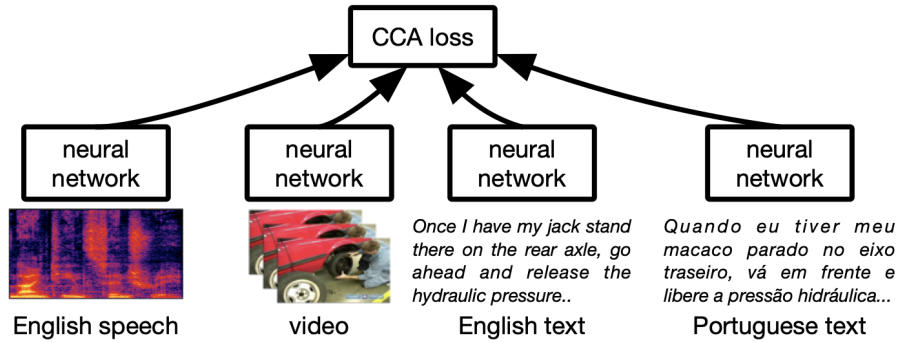 CCA loss
neural
network
neural
network
neural
network
neural
network
Once I have my jack stand
there on the rear axle, go
ahead and release the
hydraulic pressure..
Quando eu tiver meu
macaco parado no eixo
traseiro, vá em frente e
libere a pressão hidráulica...
English speech
video
English text
Portuguese text